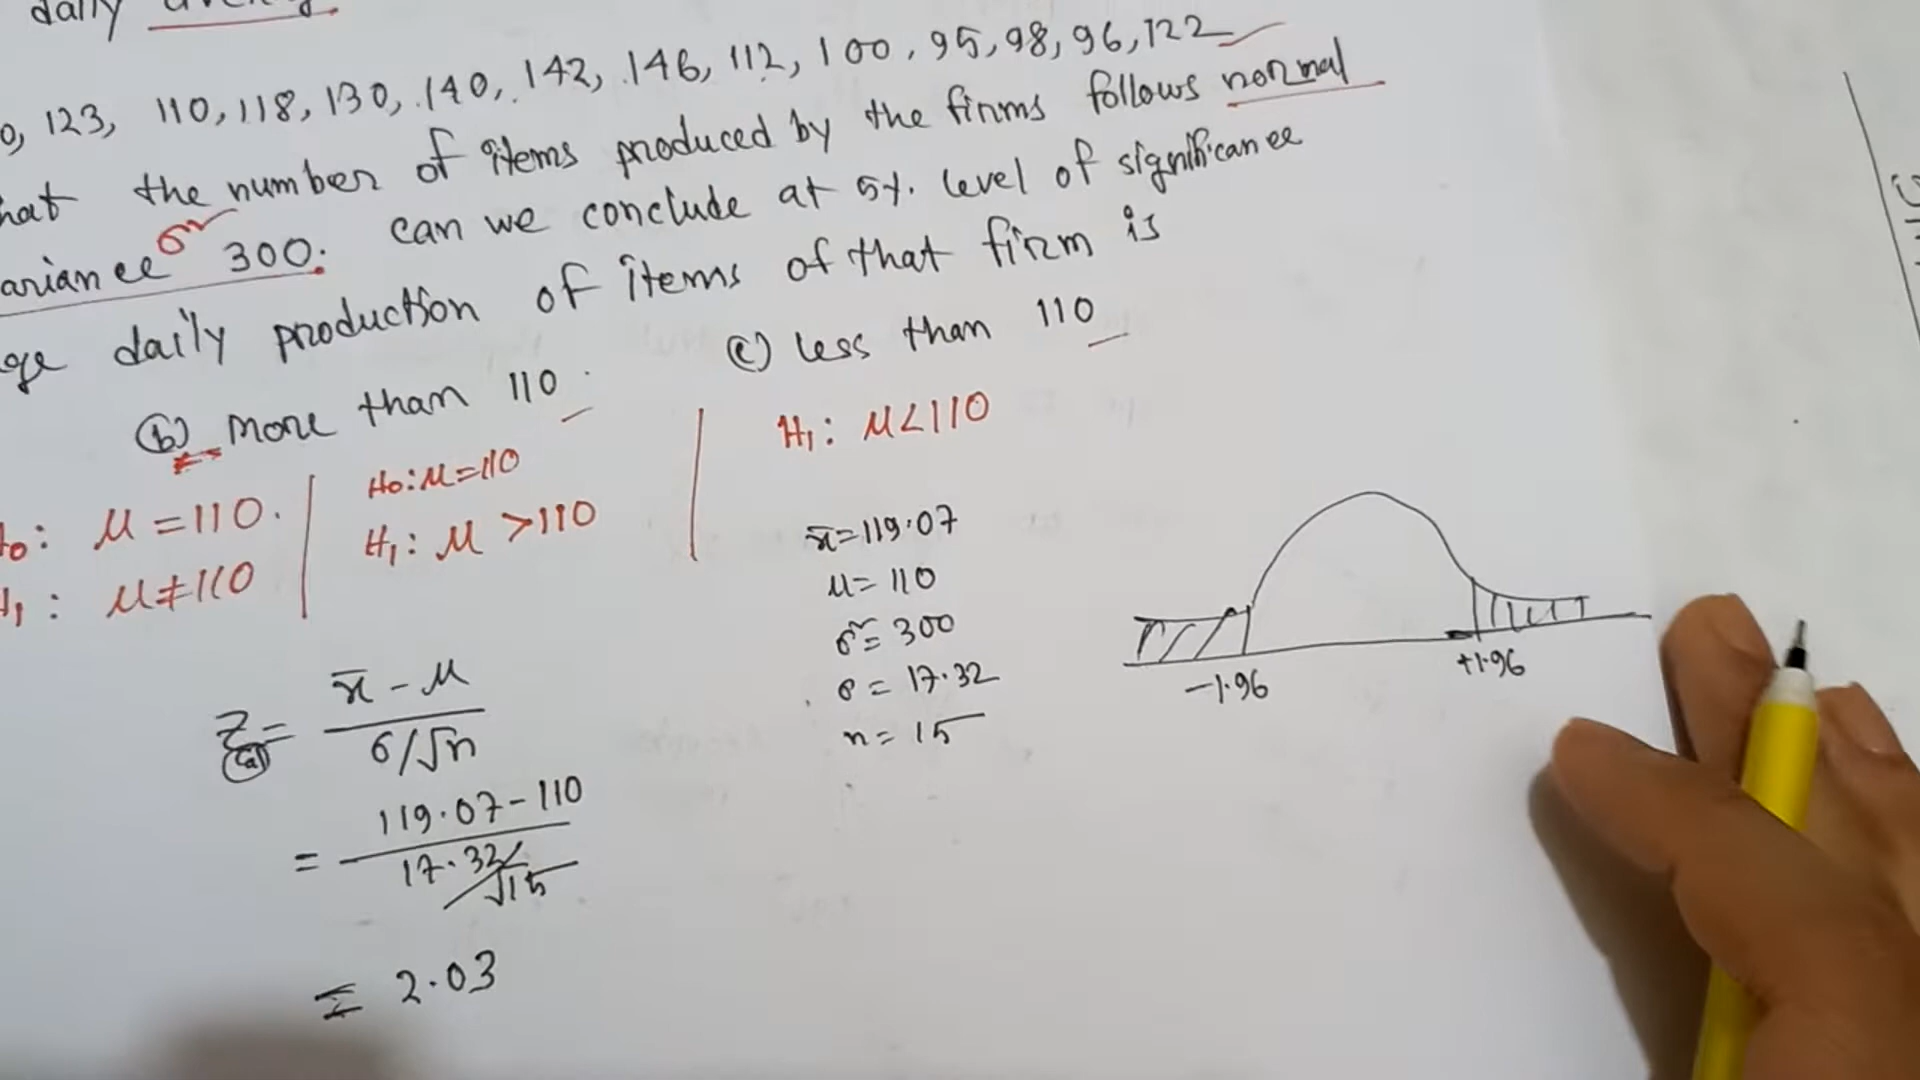 daily
0, 123, 110, 118, 130, 140, 142, 146, 112, 100, 95, 98, 96, 122
hat the number of items produced by the firms follows normal
ariance σ² 300. can we conclude at 5%. level of significance
ge daily production of items of that firm is
(b) More than 110.
(c) Less than 110
H₀: μ = 110.
H₁: μ ≠ 110
H₀: μ = 110
H₁: μ > 110
H₁: μ < 110
x̄ = 119.07
μ = 110
σ² = 300
σ = 17.32
n = 15
-1.96
+1.96
Z = x̄ - μ / σ/√n
= 119.07 - 110 / 17.32/√15
= 2.03